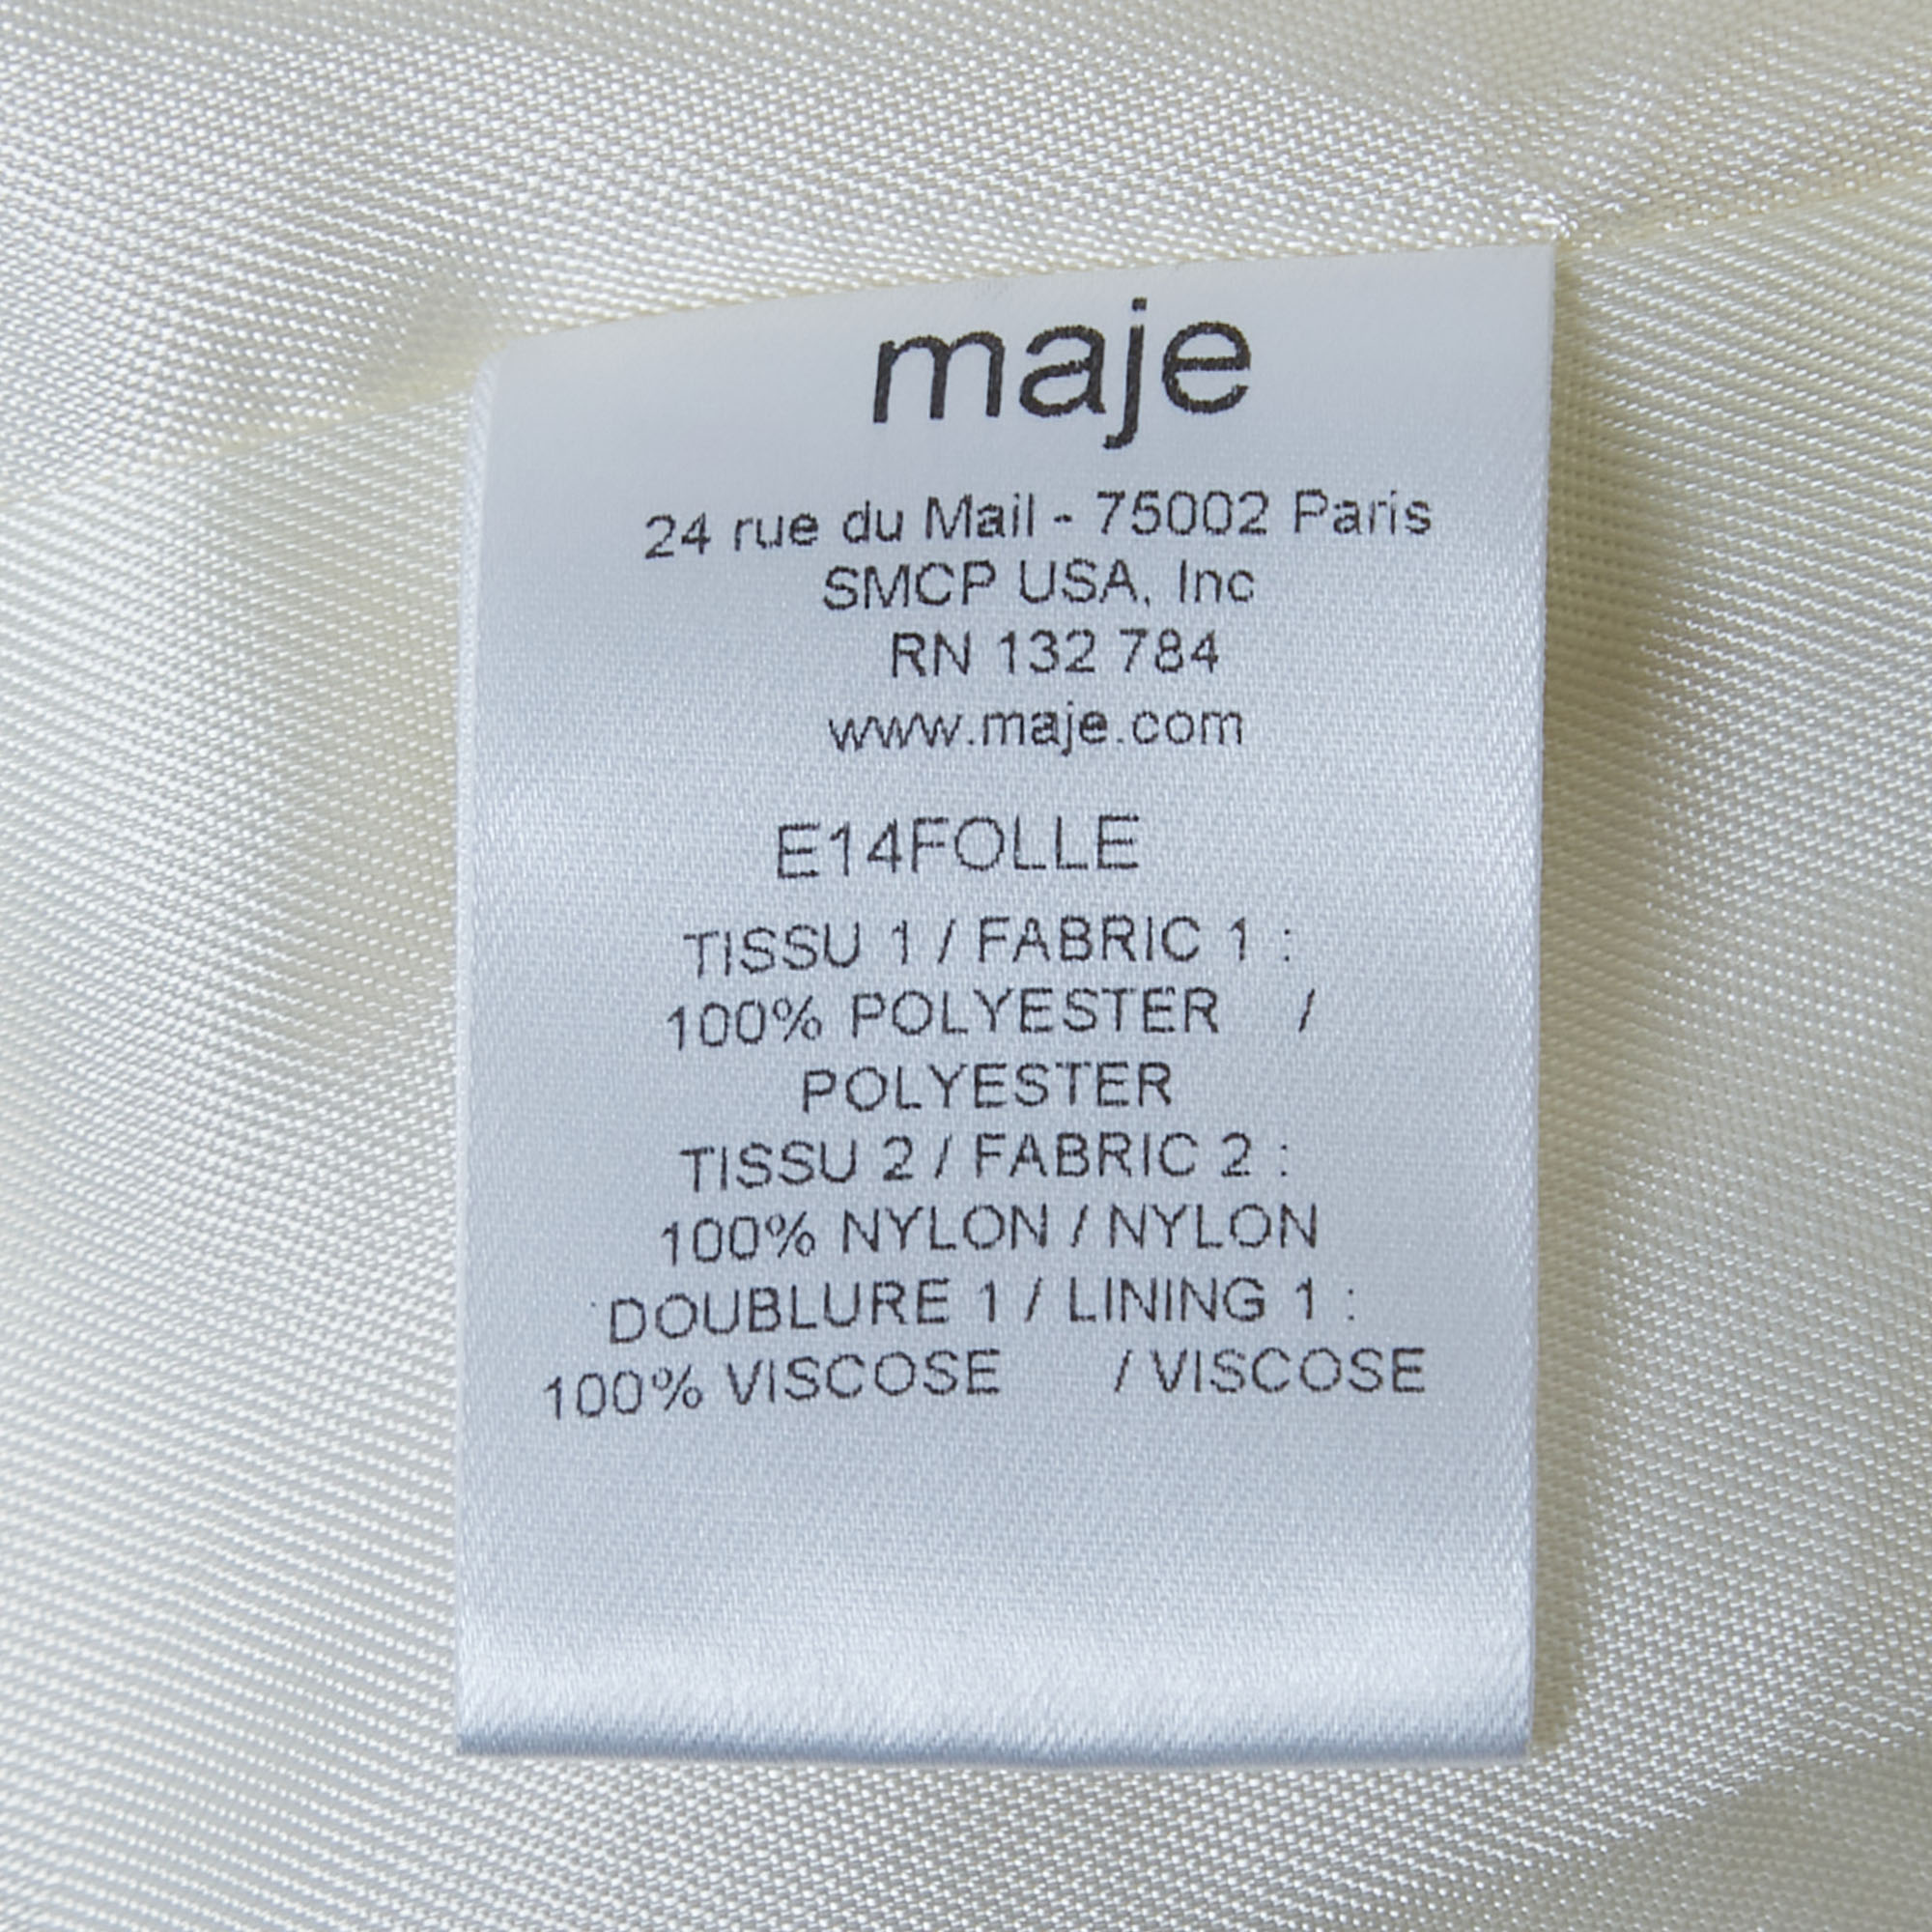 maje
24 rue du Mail - 75002 Paris
SMCP USA, Inc
RN 132 784
www.maje.com
E14FOLLE
TISSU 1 / FABRIC 1 :
100% POLYESTER /
POLYESTER
TISSU 2 / FABRIC 2 :
100% NYLON / NYLON
DOUBLURE 1 / LINING 1 :
100% VISCOSE / VISCOSE